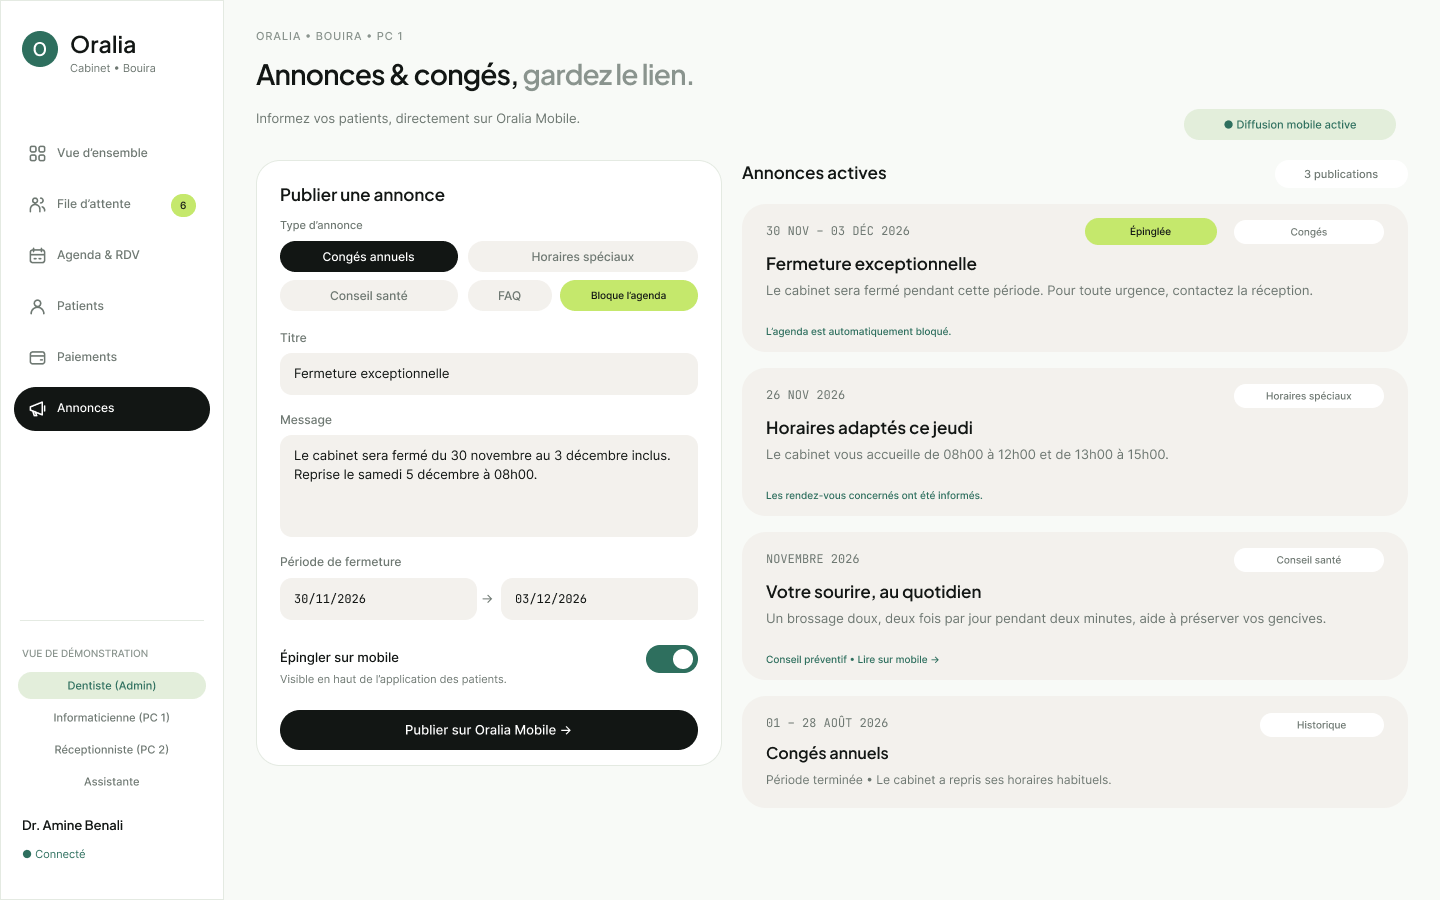 O
Oralia
Cabinet • Bouira
Vue d’ensemble
File d’attente
6
Agenda & RDV
Patients
Paiements
Annonces
VUE DE DÉMONSTRATION
Dentiste (Admin)
Informaticienne (PC 1)
Réceptionniste (PC 2)
Assistante
Dr. Amine Benali
Connecté
ORALIA • BOUIRA • PC 1
Annonces & congés, gardez le lien.
Informez vos patients, directement sur Oralia Mobile.
Diffusion mobile active
Publier une annonce
Type d’annonce
Congés annuels
Horaires spéciaux
Conseil santé
FAQ
Bloque l’agenda
Titre
Fermeture exceptionnelle
Message
Le cabinet sera fermé du 30 novembre au 3 décembre inclus.
Reprise le samedi 5 décembre à 08h00.
Période de fermeture
30/11/2026 → 03/12/2026
Épingler sur mobile
Visible en haut de l’application des patients.
Publier sur Oralia Mobile →
Annonces actives
3 publications
30 NOV – 03 DÉC 2026
Épinglée
Congés
Fermeture exceptionnelle
Le cabinet sera fermé pendant cette période. Pour toute urgence, contactez la réception.
L’agenda est automatiquement bloqué.
26 NOV 2026
Horaires spéciaux
Horaires adaptés ce jeudi
Le cabinet vous accueille de 08h00 à 12h00 et de 13h00 à 15h00.
Les rendez-vous concernés ont été informés.
NOVEMBRE 2026
Conseil santé
Votre sourire, au quotidien
Un brossage doux, deux fois par jour pendant deux minutes, aide à préserver vos gencives.
Conseil préventif • Lire sur mobile →
01 – 28 AOÛT 2026
Historique
Congés annuels
Période terminée • Le cabinet a repris ses horaires habituels.